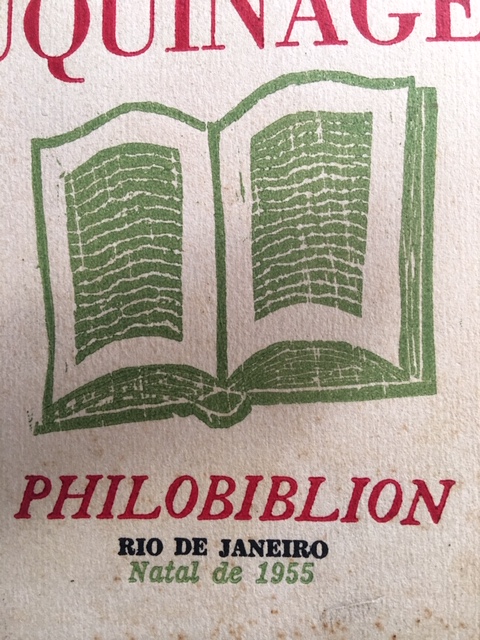 UQUINAGE
PHILOBIBLION
RIO DE JANEIRO
Natal de 1955